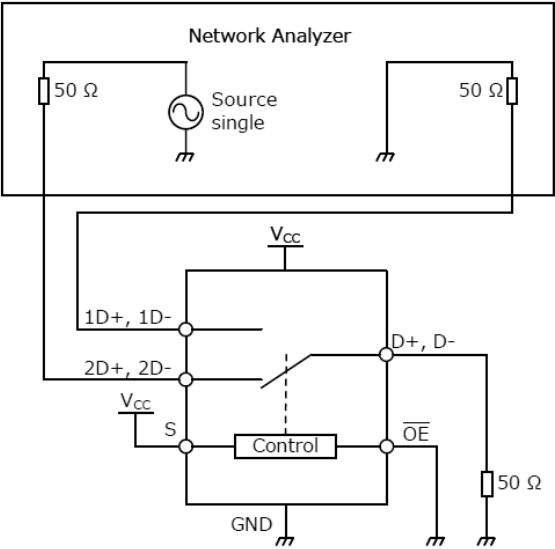 Network Analyzer
50 Ω
Source
single
50 Ω
VCC
1D+, 1D-
D+, D-
2D+, 2D-
VCC
S
Control
OE
50 Ω
GND